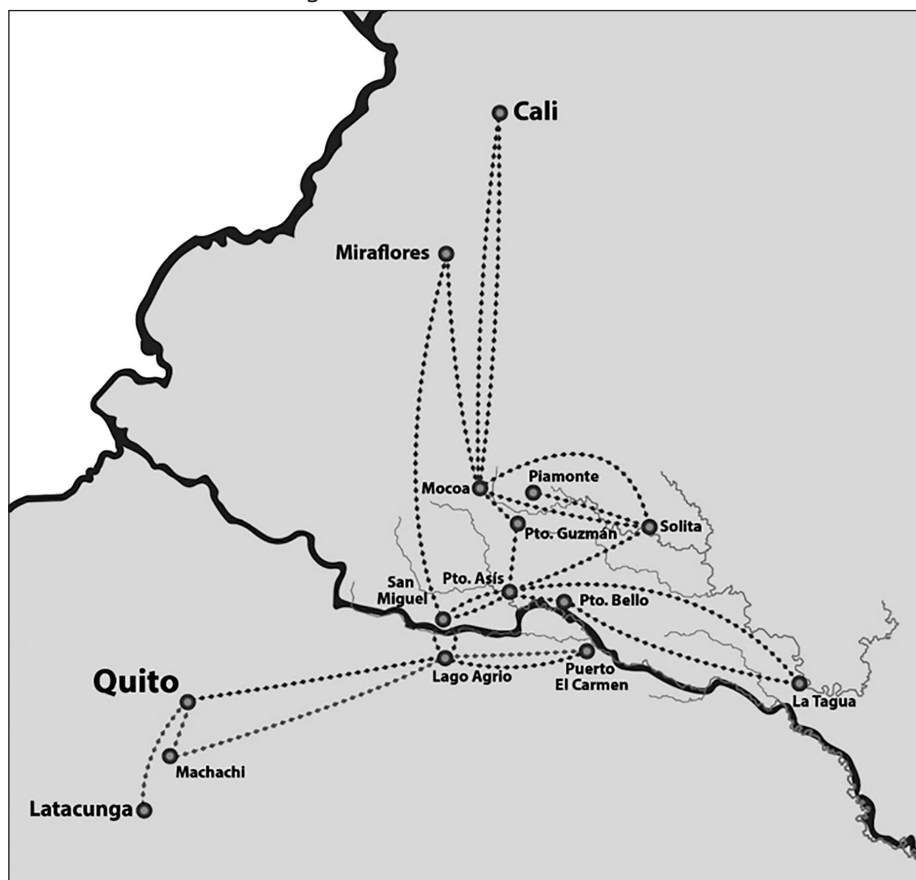 Cali
Miraflores
Mocoa
Piamonte
Pto. Guzmán
Solita
Pto. Asís
San
Miguel
Pto. Bello
Lago Agrio
Puerto
El Carmen
La Tagua
Quito
Machachi
Latacunga